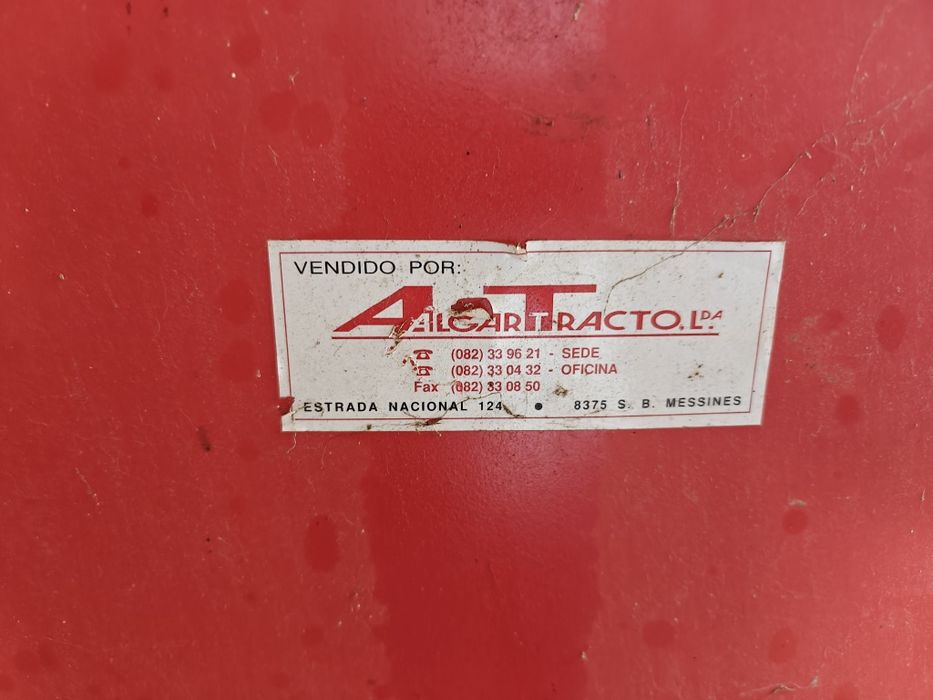 VENDIDO POR:
ALGARTRACTO, LDA.
☎ (082) 33 96 21 - SEDE
☎ (082) 33 04 32 - OFICINA
Fax (082) 33 08 50
ESTRADA NACIONAL 124 • 8375 S. B. MESSINES